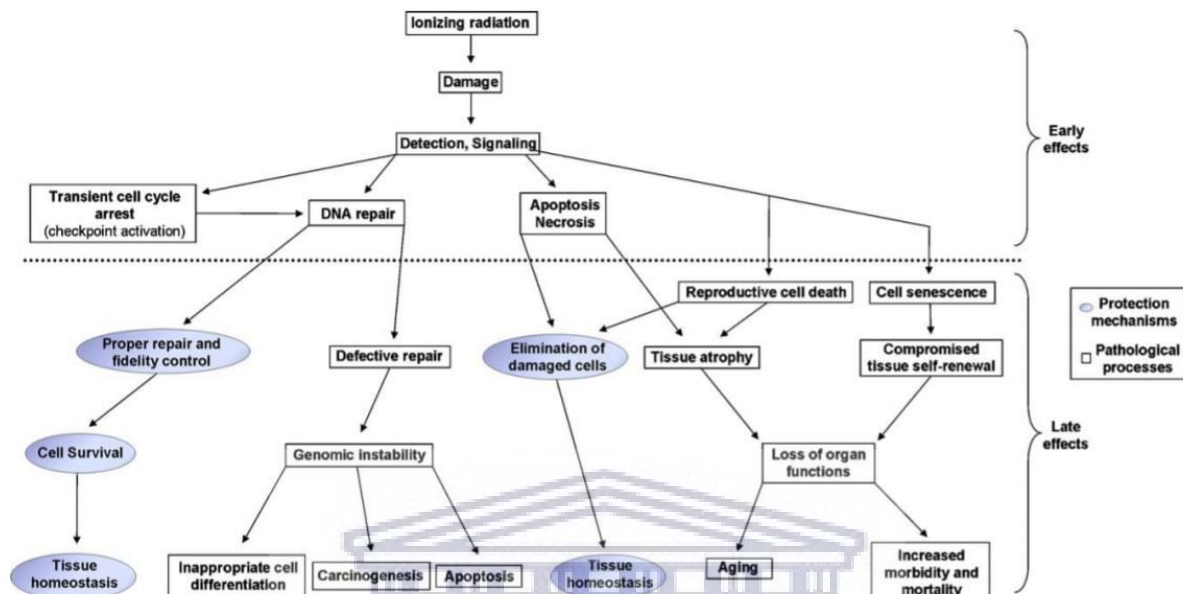 Ionizing radiation
Damage
Detection, Signaling
Early
effects
Transient cell cycle
arrest
(checkpoint activation)
DNA repair
Apoptosis
Necrosis
Reproductive cell death
Cell senescence
Protection
mechanisms
Pathological
processes
Proper repair and
fidelity control
Defective repair
Elimination of
damaged cells
Tissue atrophy
Compromised
tissue self-renewal
Late
effects
Cell Survival
Genomic instability
Loss of organ
functions
Tissue
homeostasis
Inappropriate cell
differentiation
Carcinogenesis
Apoptosis
Tissue
homeostasis
Aging
Increased
morbidity and
mortality